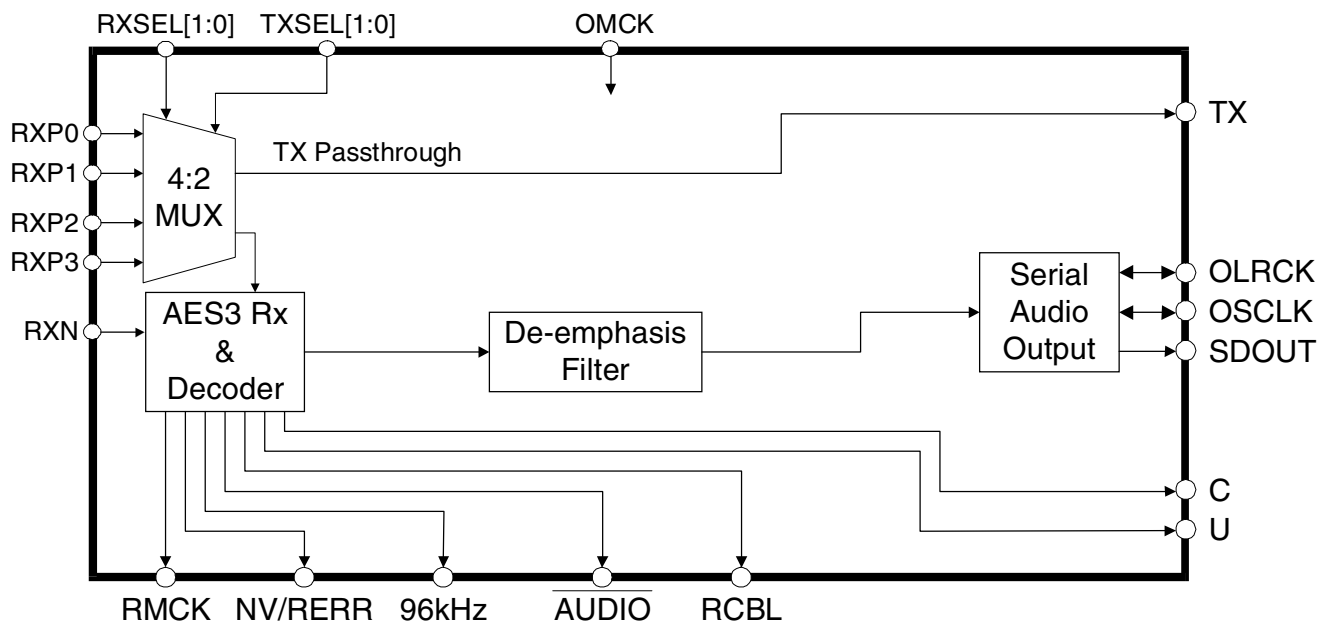 RXSEL[1:0] TXSEL[1:0] OMCK
RXP0
RXP1
RXP2
RXP3
RXN
4:2
MUX
TX Passthrough
TX
AES3 Rx
&
Decoder
De-emphasis
Filter
Serial
Audio
Output
OLRCK
OSCLK
SDOUT
C
U
RMCK NV/RERR 96kHz AUDIO RCBL